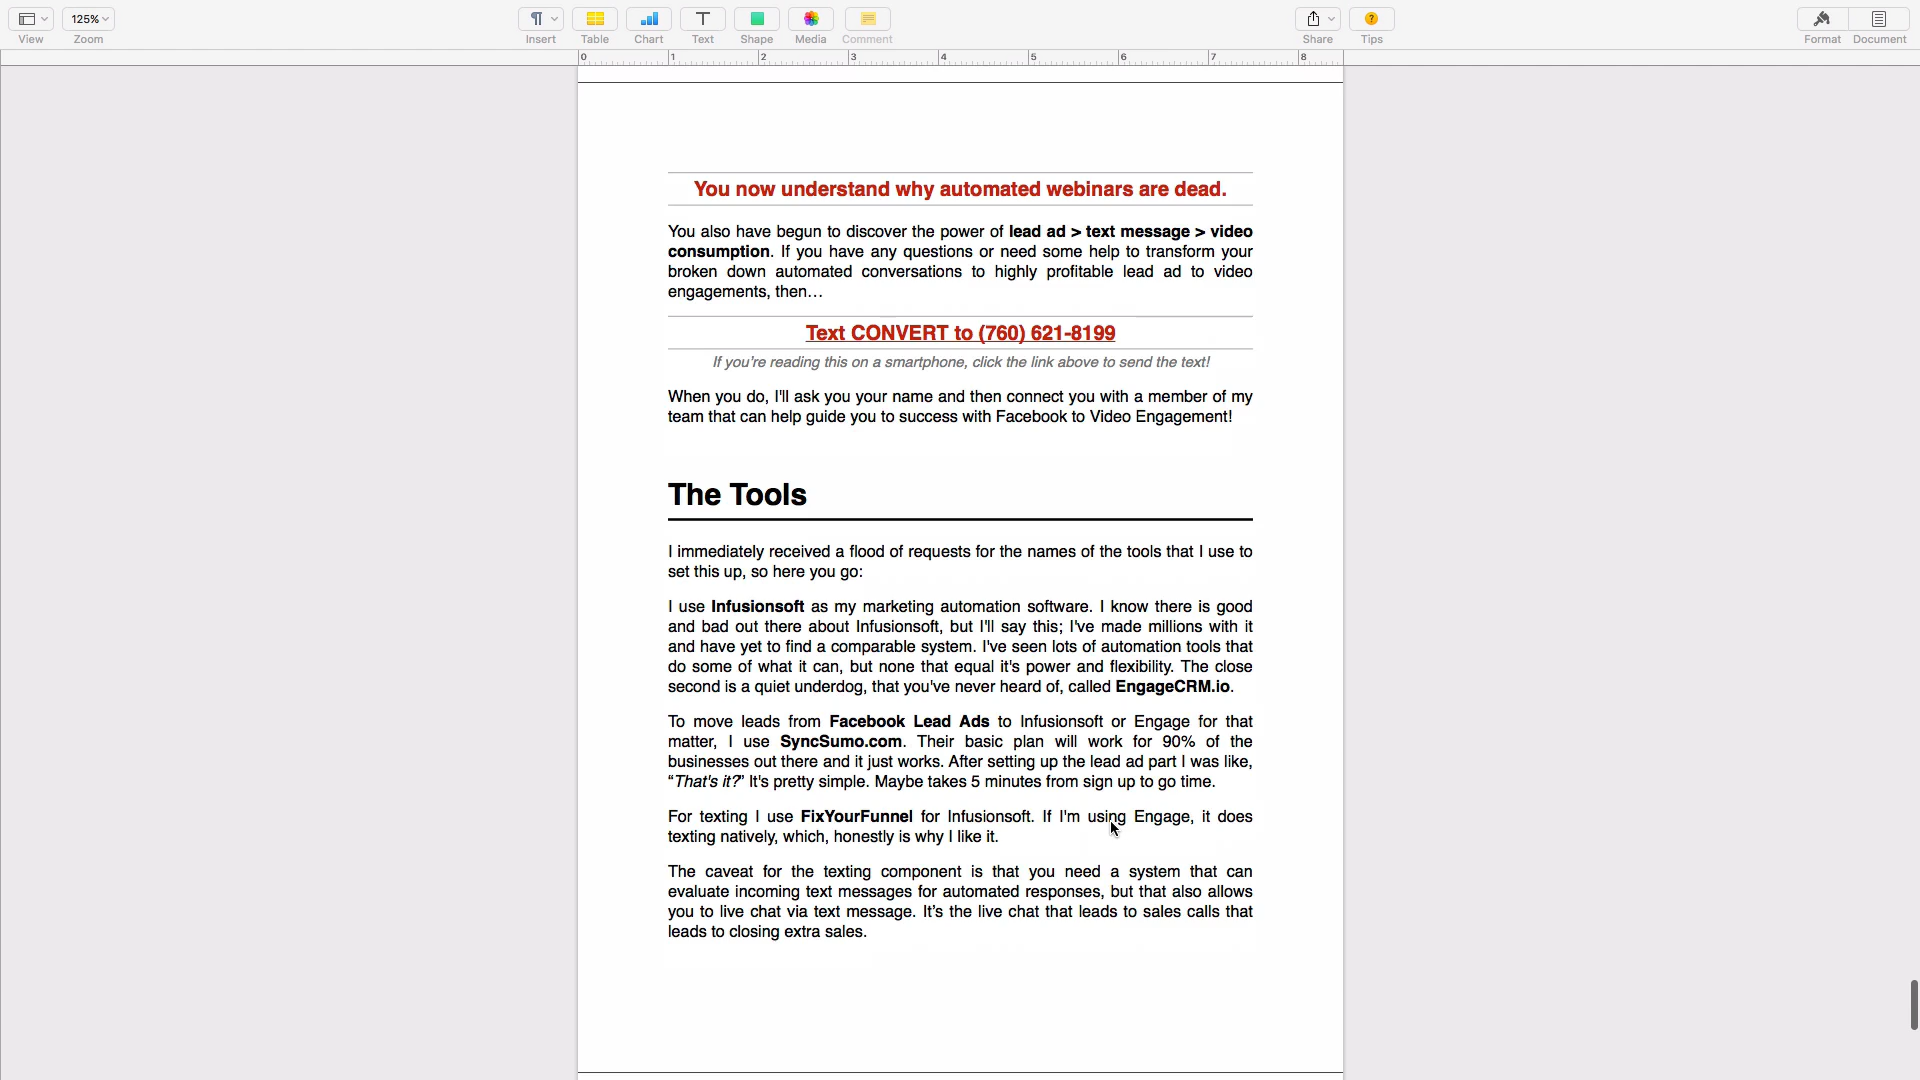 125%
View
Zoom
Insert
Table
Chart
Text
Shape
Media
Comment
Share
Tips
Format
Document
0 1 2 3 4 5 6 7 8
You now understand why automated webinars are dead.
You also have begun to discover the power of lead ad > text message > video
consumption. If you have any questions or need some help to transform your
broken down automated conversations to highly profitable lead ad to video
engagements, then…
Text CONVERT to (760) 621-8199
If you're reading this on a smartphone, click the link above to send the text!
When you do, I'll ask you your name and then connect you with a member of my
team that can help guide you to success with Facebook to Video Engagement!
The Tools
I immediately received a flood of requests for the names of the tools that I use to
set this up, so here you go:
I use Infusionsoft as my marketing automation software. I know there is good
and bad out there about Infusionsoft, but I'll say this; I've made millions with it
and have yet to find a comparable system. I've seen lots of automation tools that
do some of what it can, but none that equal it's power and flexibility. The close
second is a quiet underdog, that you've never heard of, called EngageCRM.io.
To move leads from Facebook Lead Ads to Infusionsoft or Engage for that
matter, I use SyncSumo.com. Their basic plan will work for 90% of the
businesses out there and it just works. After setting up the lead ad part I was like,
“That's it?” It's pretty simple. Maybe takes 5 minutes from sign up to go time.
For texting I use FixYourFunnel for Infusionsoft. If I'm using Engage, it does
texting natively, which, honestly is why I like it.
The caveat for the texting component is that you need a system that can
evaluate incoming text messages for automated responses, but that also allows
you to live chat via text message. It’s the live chat that leads to sales calls that
leads to closing extra sales.